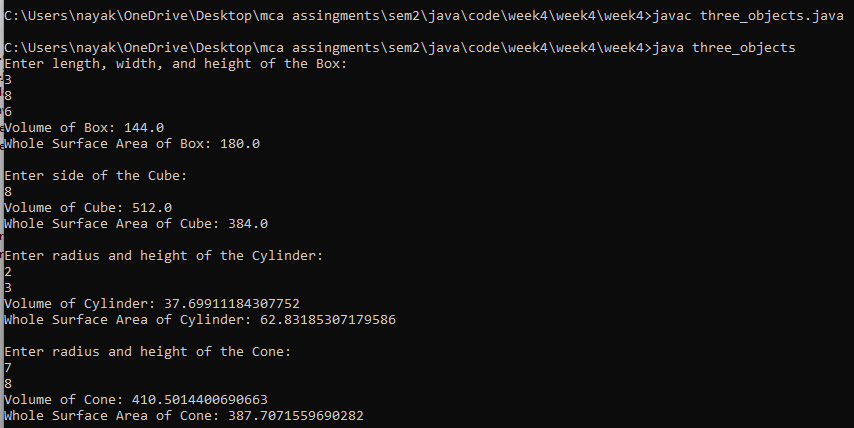 C:\Users\nayak\OneDrive\Desktop\mca assingments\sem2\java\code\week4\week4\week4>javac three_objects.java
C:\Users\nayak\OneDrive\Desktop\mca assingments\sem2\java\code\week4\week4\week4>java three_objects
Enter length, width, and height of the Box:
3
8
6
Volume of Box: 144.0
Whole Surface Area of Box: 180.0
Enter side of the Cube:
8
Volume of Cube: 512.0
Whole Surface Area of Cube: 384.0
Enter radius and height of the Cylinder:
2
3
Volume of Cylinder: 37.69911184307752
Whole Surface Area of Cylinder: 62.83185307179586
Enter radius and height of the Cone:
7
8
Volume of Cone: 410.5014400690663
Whole Surface Area of Cone: 387.7071559690282